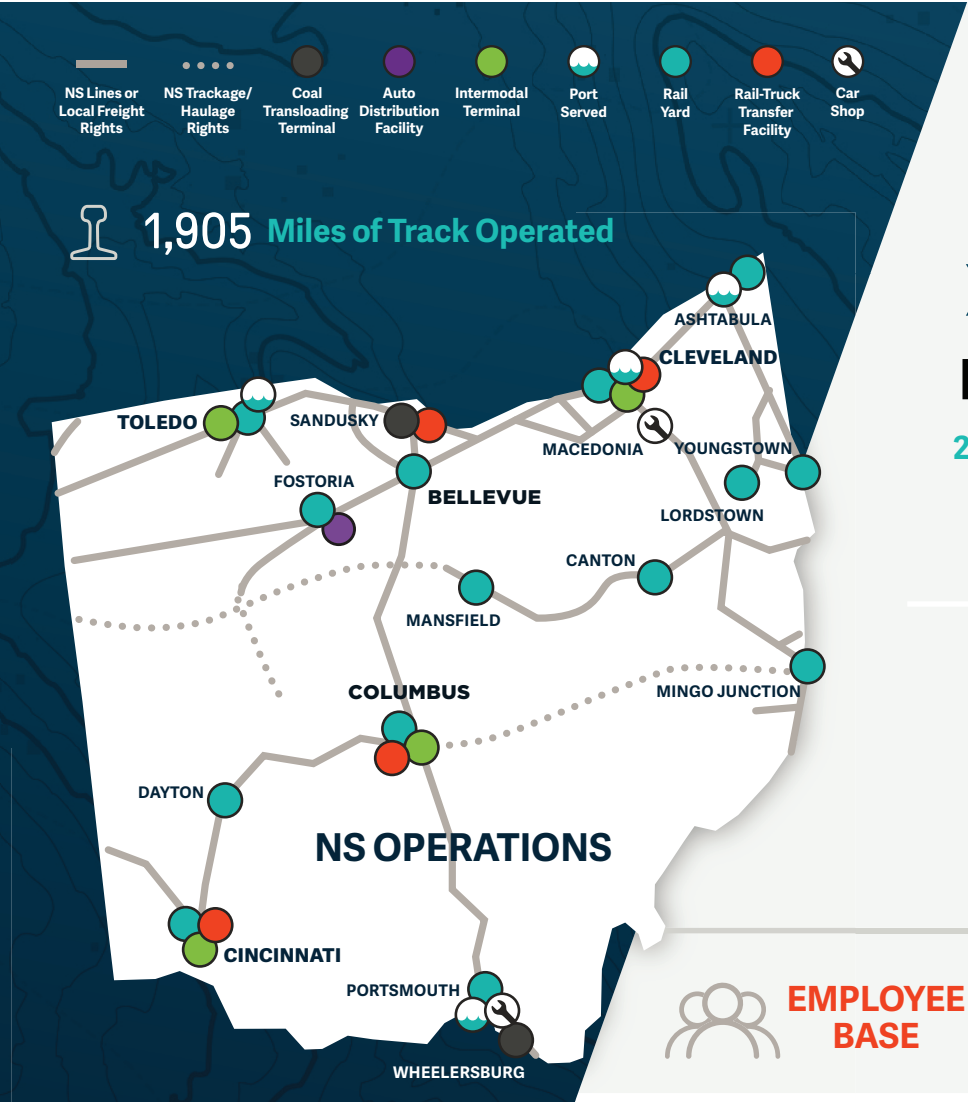 NS Lines or
Local Freight
Rights
NS Trackage/
Haulage
Rights
Coal
Transloading
Terminal
Auto
Distribution
Facility
Intermodal
Terminal
Port
Served
Rail
Yard
Rail-Truck
Transfer
Facility
Car
Shop
1,905 Miles of Track Operated
ASHTABULA
CLEVELAND
TOLEDO
SANDUSKY
MACEDONIA
YOUNGSTOWN
FOSTORIA
BELLEVUE
LORDSTOWN
CANTON
MANSFIELD
COLUMBUS
MINGO JUNCTION
DAYTON
NS OPERATIONS
CINCINNATI
PORTSMOUTH
WHEELERSBURG
2
EMPLOYEE
BASE